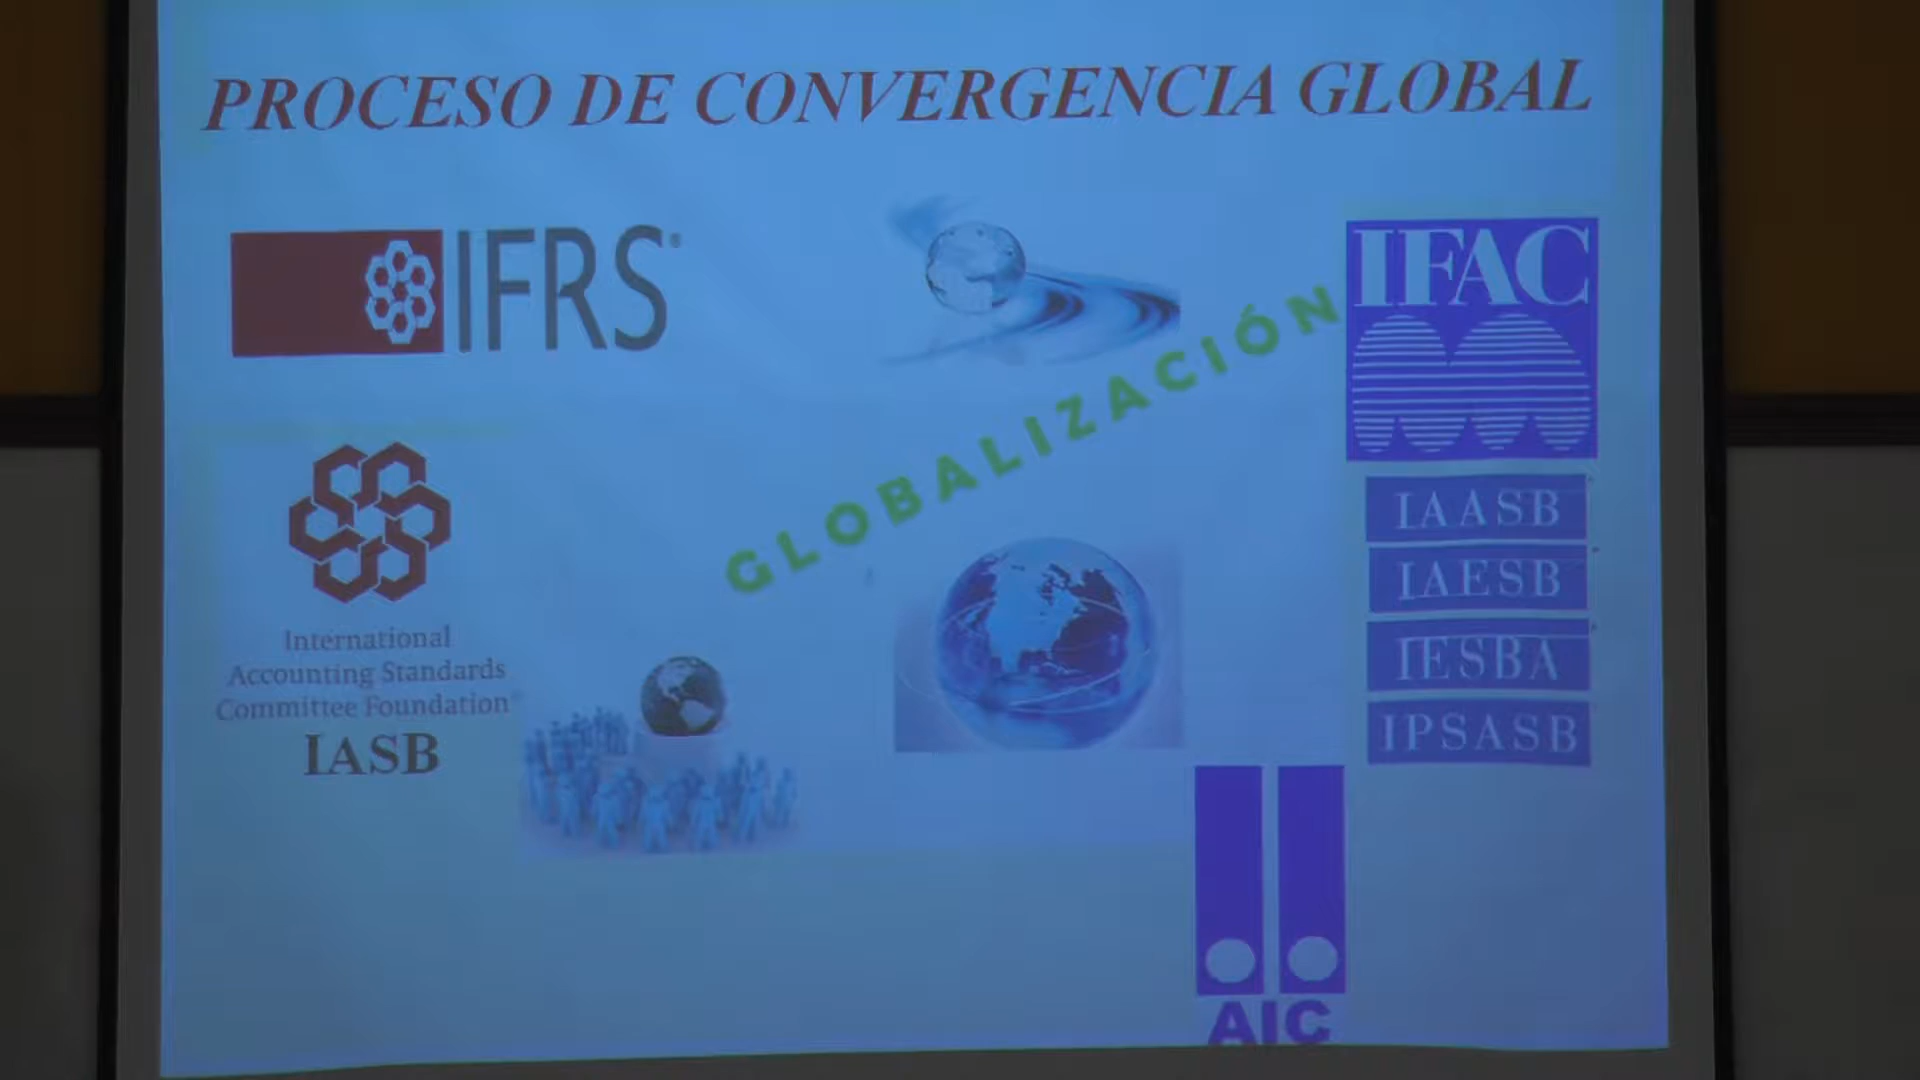 PROCESO DE CONVERGENCIA GLOBAL
IFRS
IFAC
GLOBALIZACIÓN
IAASB
IAESB
IESBA
IPSASB
International
Accounting Standards
Committee Foundation
IASB
AIC